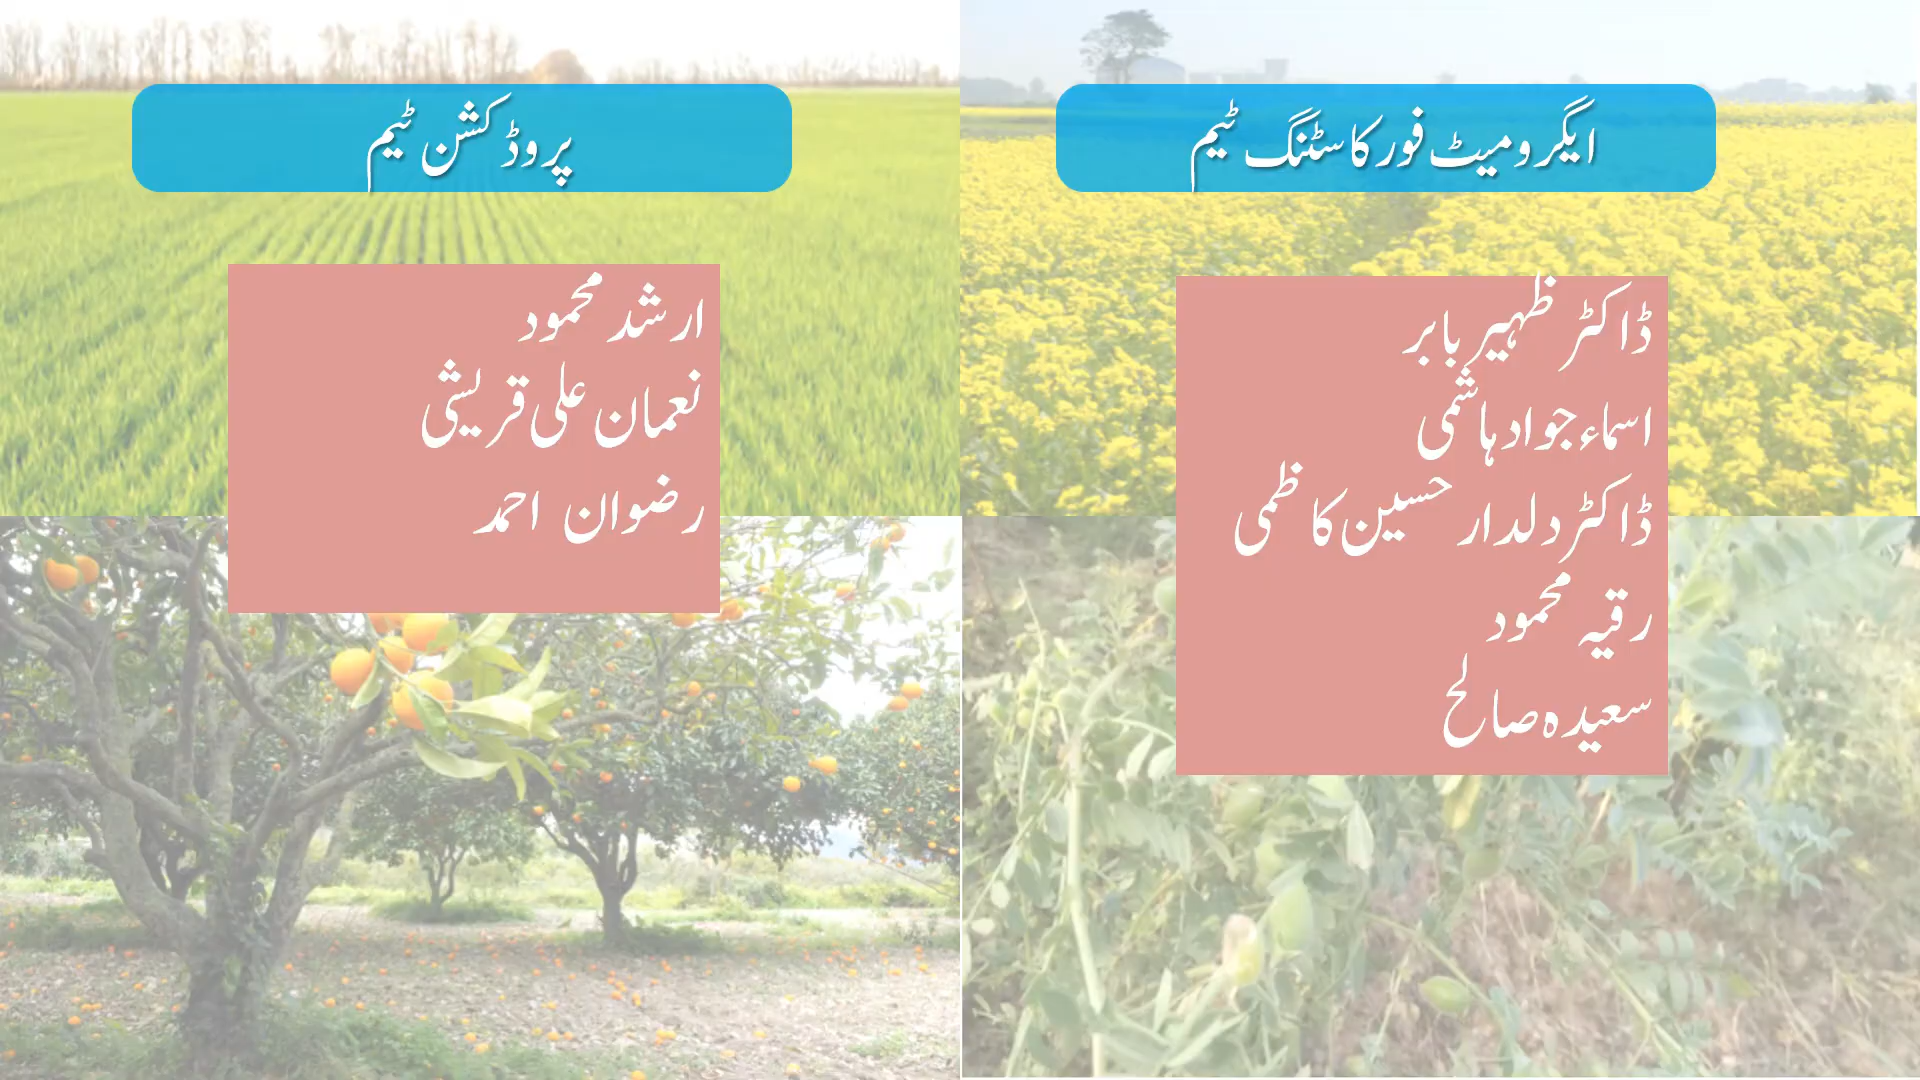 ایگرومیٹ فورکاسٹنگ ٹیم
ڈاکٹر ظہیر بابر
اسماء جواد ہاشمی
ڈاکٹر دلدار حسین کاظمی
رقیہ محمود
سعیدہ صالح
پروڈکشن ٹیم
ارشد محمود
نعمان علی قریشی
رضوان احمد